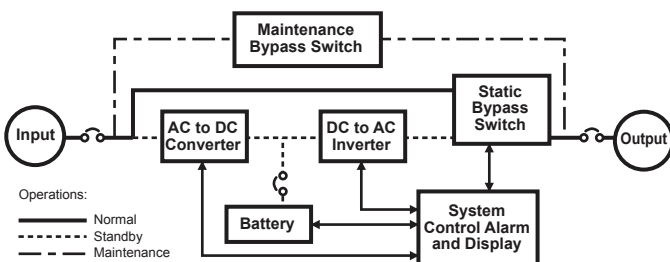 Maintenance
Bypass Switch
Input
AC to DC
Converter
DC to AC
Inverter
Static
Bypass
Switch
Output
Operations:
Normal
Standby
Maintenance
Battery
System
Control Alarm
and Display